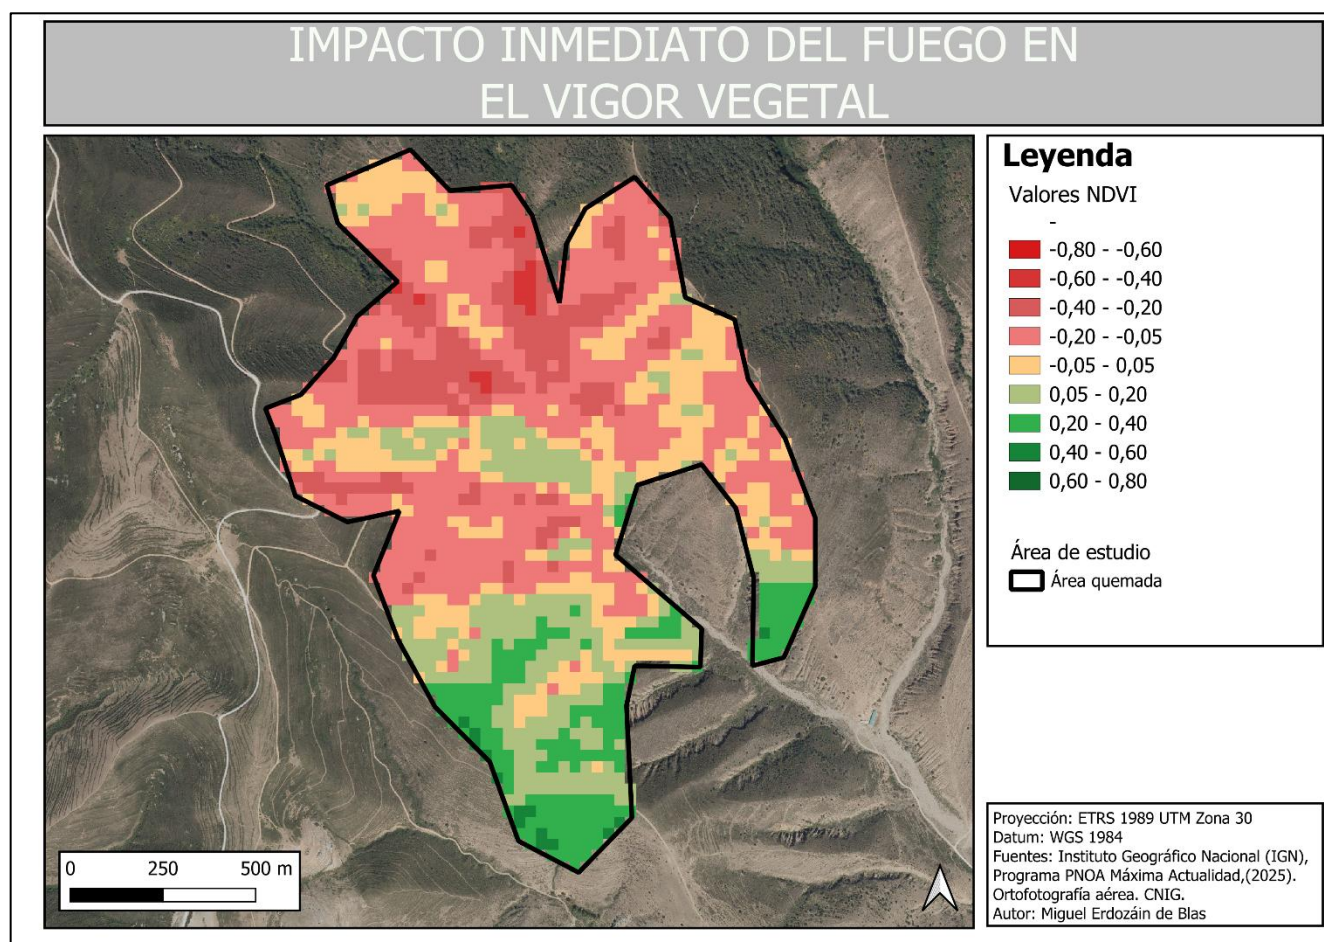 IMPACTO INMEDIATO DEL FUEGO EN
EL VIGOR VEGETAL
Leyenda
Valores NDVI
-
-0,80 - -0,60
-0,60 - -0,40
-0,40 - -0,20
-0,20 - -0,05
-0,05 - 0,05
0,05 - 0,20
0,20 - 0,40
0,40 - 0,60
0,60 - 0,80
Área de estudio
Área quemada
0 250 500 m
Proyección: ETRS 1989 UTM Zona 30
Datum: WGS 1984
Fuentes: Instituto Geográfico Nacional (IGN),
Programa PNOA Máxima Actualidad,(2025).
Ortofotografía aérea. CNIG.
Autor: Miguel Erdozáin de Blas